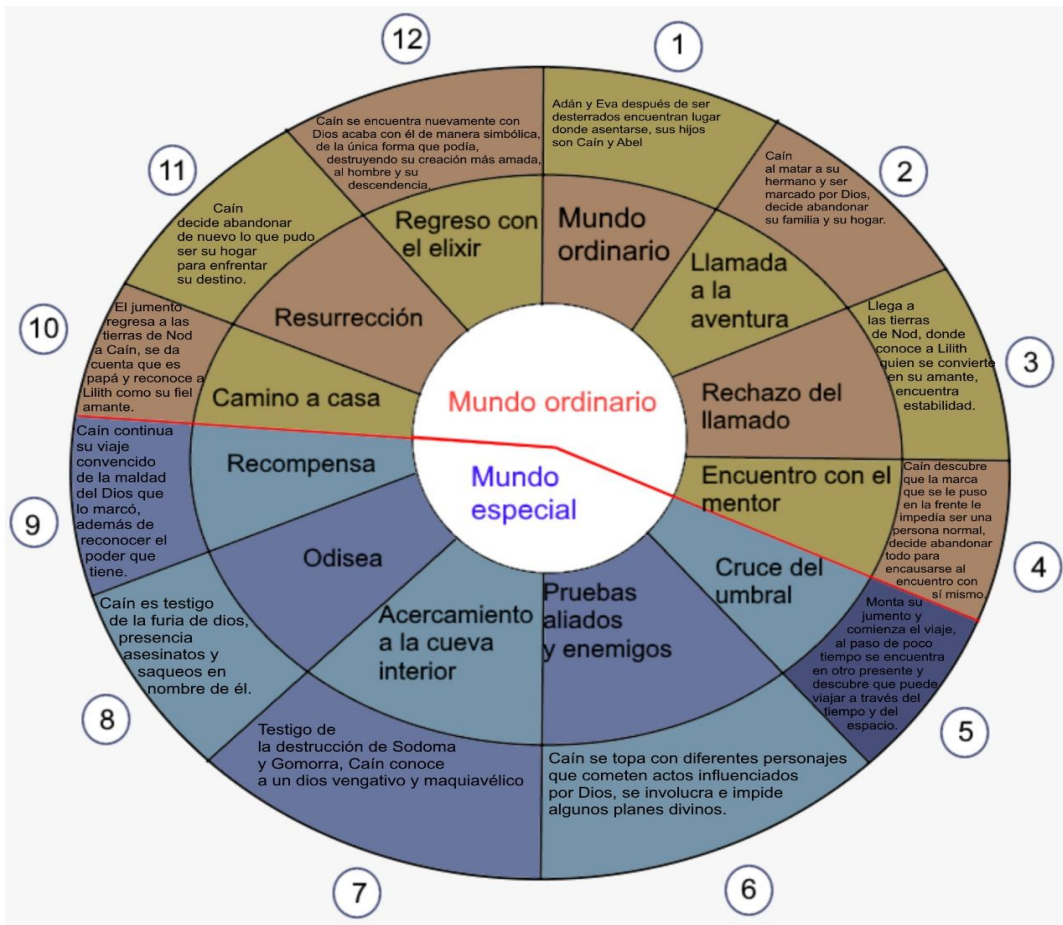 12
1
Adán y Eva después de ser
desterrados encuentran lugar
donde asentarse, sus hijos
son Caín y Abel
Mundo
ordinario
2
Caín
al matar a su
hermano y ser
marcado por Dios,
decide abandonar
su familia y su hogar.
Llamada
a la
aventura
3
Llega a
las tierras
de Nod, donde
conoce a Lilith
quien se convierte
en su amante,
encuentra
estabilidad.
Rechazo del
llamado
4
Caín descubre
que la marca
que se le puso
en la frente le
impedía ser una
persona normal,
decide abandonar
todo para
encausarse al
encuentro con
sí mismo.
Encuentro con el
mentor
5
Monta su
jumento y
comienza el viaje,
al paso de poco
tiempo se encuentra
en otro presente y
descubre que puede
viajar a través del
tiempo y del
espacio.
Cruce del
umbral
6
Caín se topa con diferentes personajes
que cometen actos influenciados
por Dios, se involucra e impide
algunos planes divinos.
Pruebas
aliados
y enemigos
7
Testigo de
la destrucción de Sodoma
y Gomorra, Caín conoce
a un dios vengativo y maquiavélico
Acercamiento
a la cueva
interior
8
Caín es testigo
de la furia de dios,
presencia
asesinatos y
saqueos en
nombre de él.
Odisea
9
Caín continua
su viaje
convencido
de la maldad
del Dios que
lo marcó,
además de
reconocer el
poder que
tiene.
Recompensa
10
El jumento
regresa a las
tierras de Nod
a Caín, se da
cuenta que es
papá y reconoce a
Lilith como su fiel
amante.
Camino a casa
11
Caín
decide abandonar
de nuevo lo que pudo
ser su hogar
para enfrentar
su destino.
Resurrección
Caín se encuentra nuevamente con
Dios acaba con él de manera simbólica,
de la única forma que podía,
destruyendo su creación más amada,
al hombre y su
descendencia.
Regreso con
el elixir
Mundo ordinario
Mundo
especial